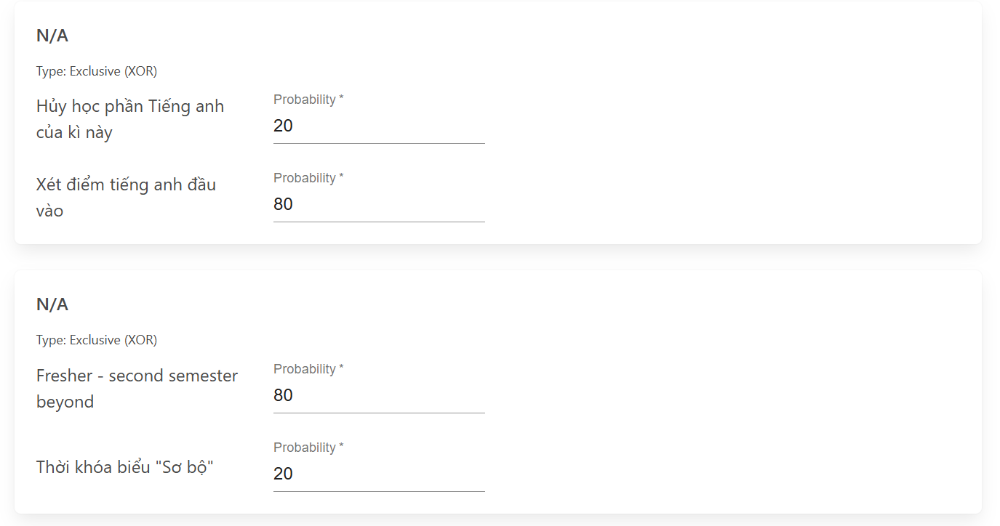 N/A
Type: Exclusive (XOR)
Hủy học phần Tiếng anh
của kì này
Probability *
20
Xét điểm tiếng anh đầu
vào
Probability *
80
N/A
Type: Exclusive (XOR)
Fresher - second semester
beyond
Probability *
80
Thời khóa biểu "Sơ bộ"
Probability *
20